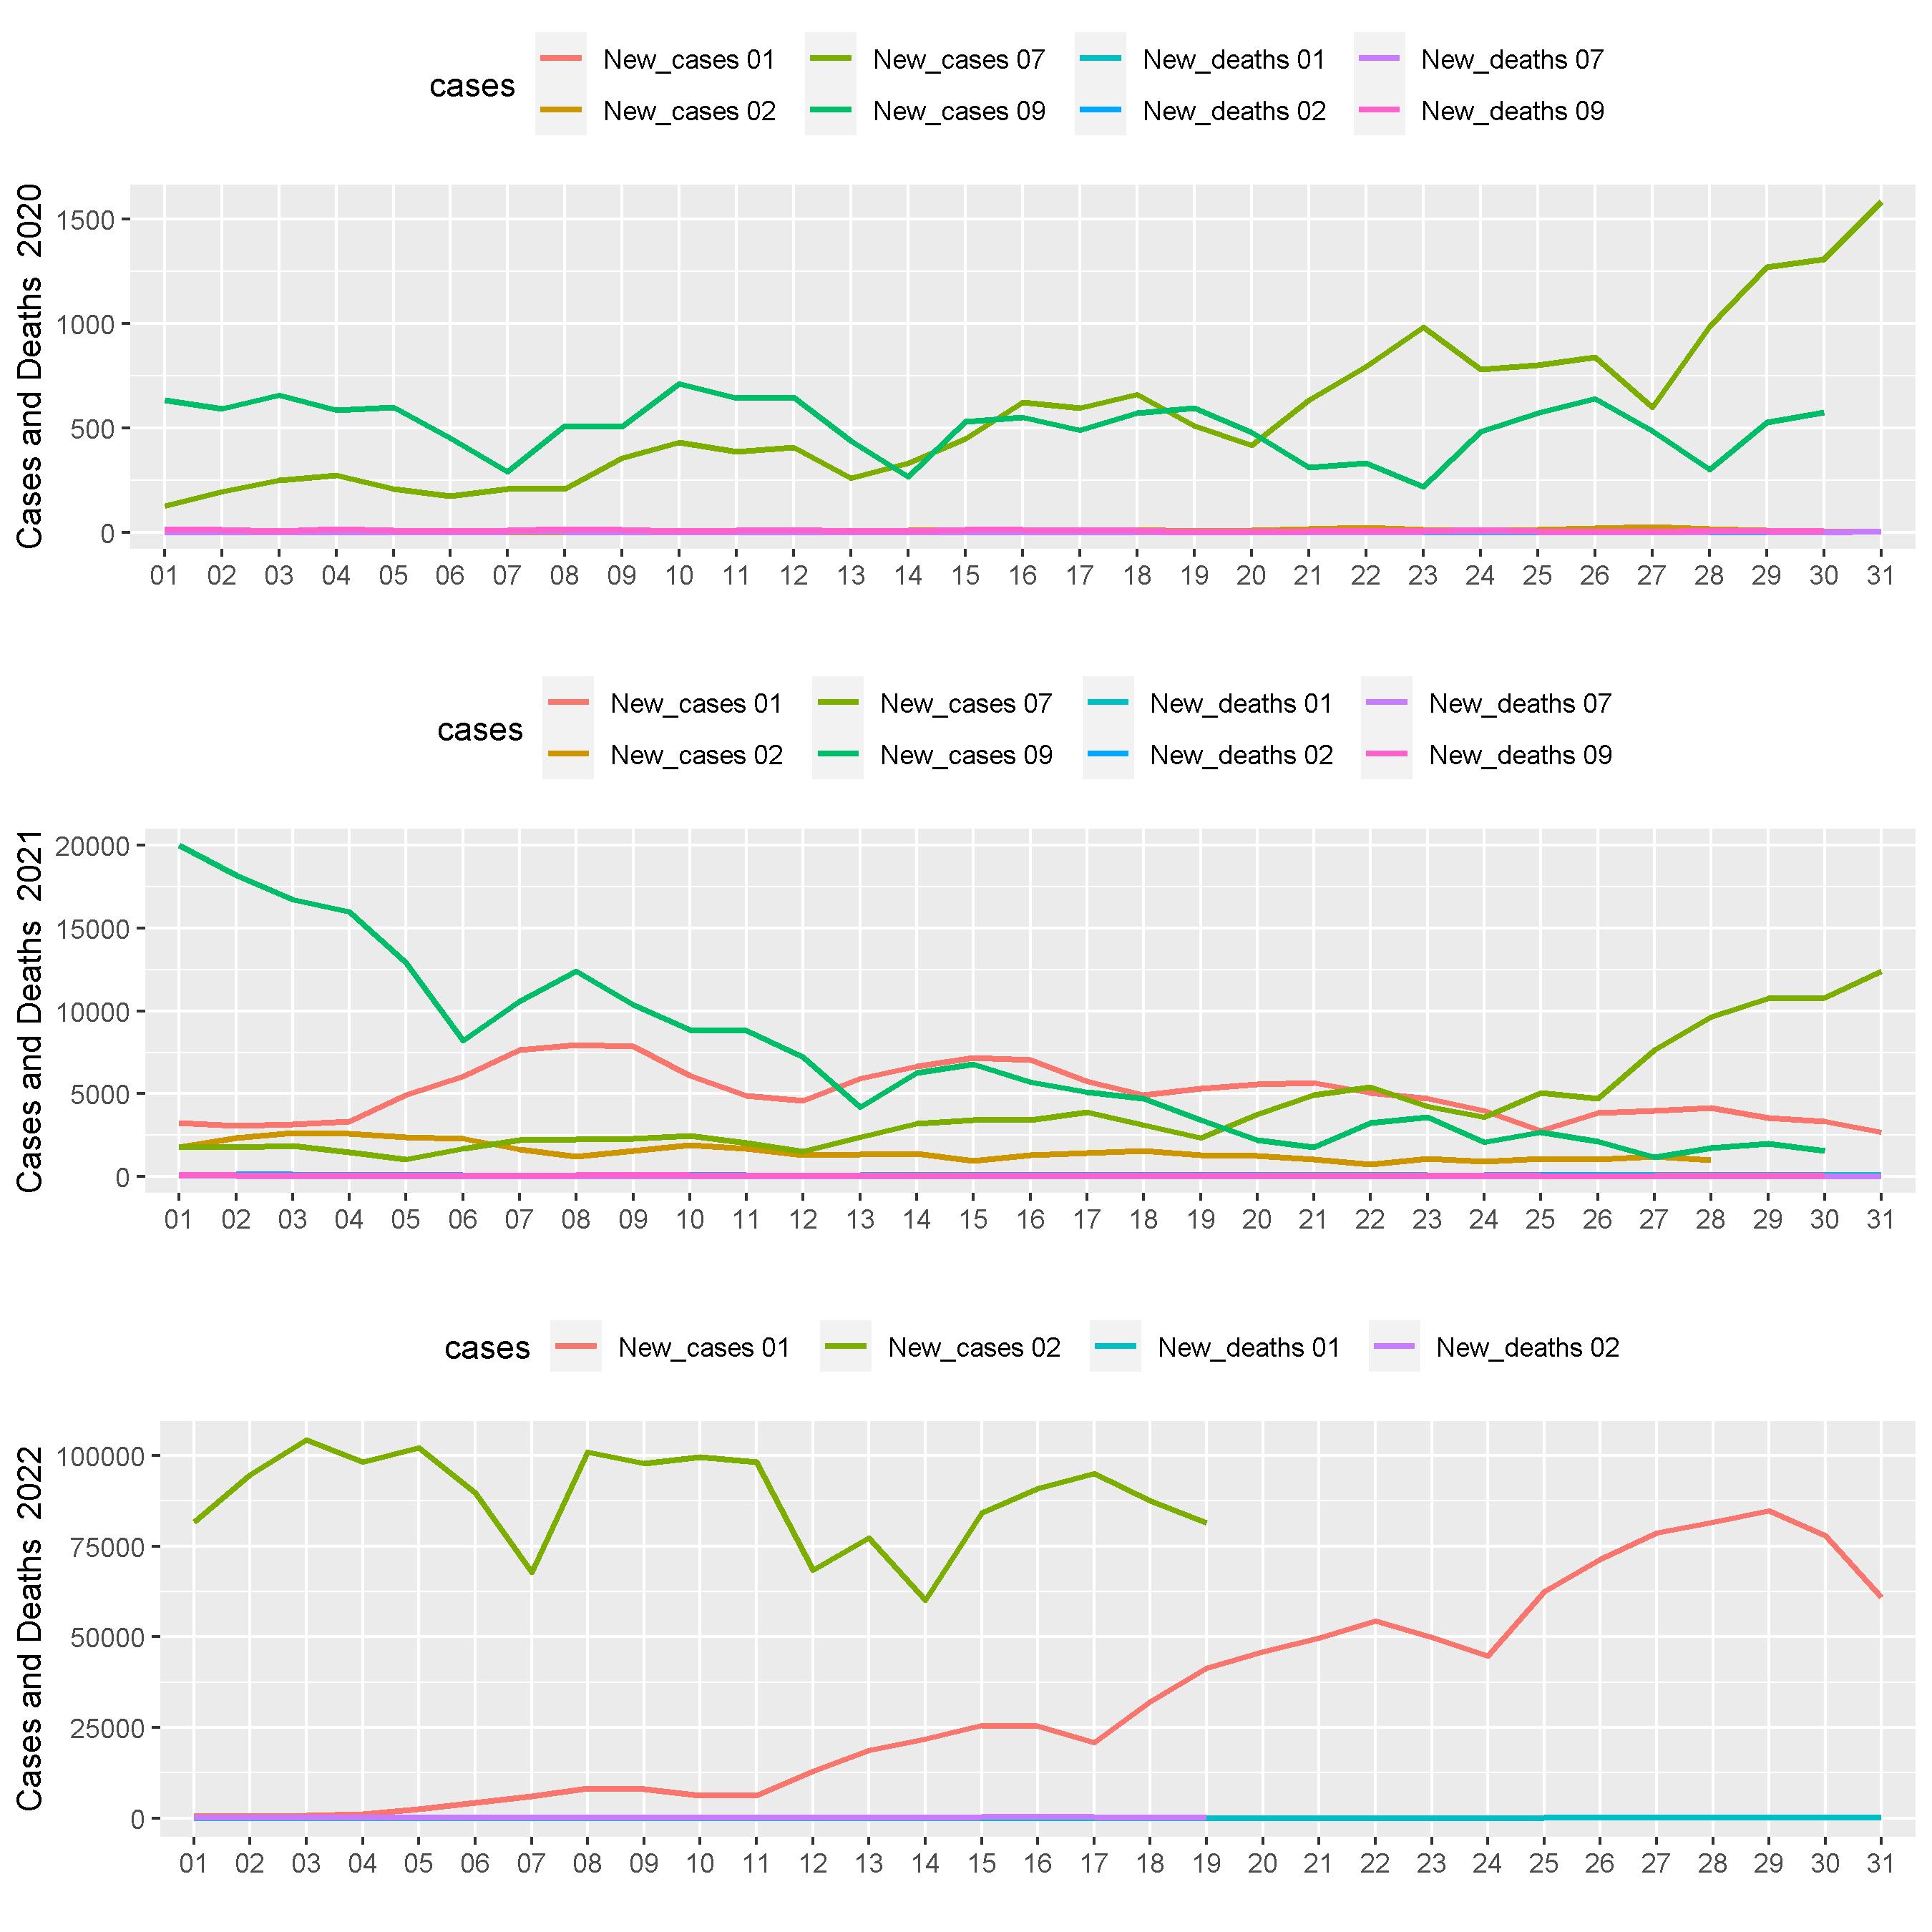 cases New_cases 01 New_cases 07 New_deaths 01 New_deaths 07
New_cases 02 New_cases 09 New_deaths 02 New_deaths 09
Cases and Deaths 2020
1500
1000
500
0
01 02 03 04 05 06 07 08 09 10 11 12 13 14 15 16 17 18 19 20 21 22 23 24 25 26 27 28 29 30 31
cases New_cases 01 New_cases 07 New_deaths 01 New_deaths 07
New_cases 02 New_cases 09 New_deaths 02 New_deaths 09
Cases and Deaths 2021
20000
15000
10000
5000
0
01 02 03 04 05 06 07 08 09 10 11 12 13 14 15 16 17 18 19 20 21 22 23 24 25 26 27 28 29 30 31
cases New_cases 01 New_cases 02 New_deaths 01 New_deaths 02
Cases and Deaths 2022
100000
75000
50000
25000
0
01 02 03 04 05 06 07 08 09 10 11 12 13 14 15 16 17 18 19 20 21 22 23 24 25 26 27 28 29 30 31